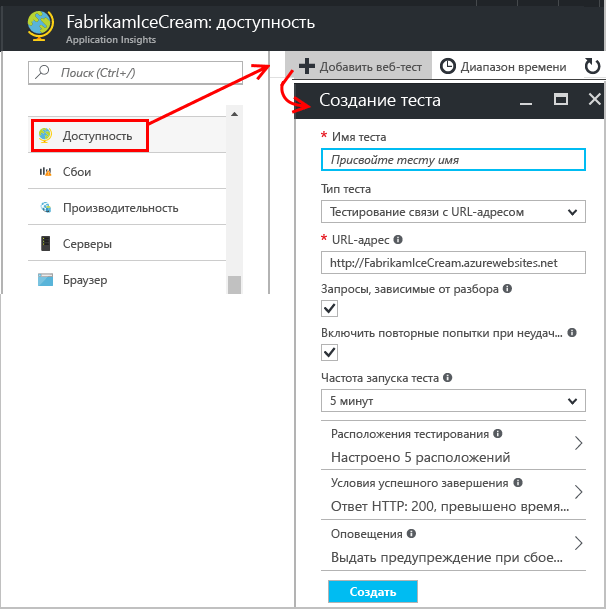 FabrikamIceCream: доступность
Application Insights
Поиск (Ctrl+/)
Доступность
Сбои
Производительность
Серверы
Браузер
Добавить веб-тест
Диапазон времени
Создание теста
* Имя теста
Присвойте тесту имя
Тип теста
Тестирование связи с URL-адресом
* URL-адрес
http://FabrikamIceCream.azurewebsites.net
Запросы, зависимые от разбора
Включить повторные попытки при неудач...
Частота запуска теста
5 минут
Расположения тестирования
Настроено 5 расположений
Условия успешного завершения
Ответ HTTP: 200, превышено время...
Оповещения
Выдать предупреждение при сбое...
Создать